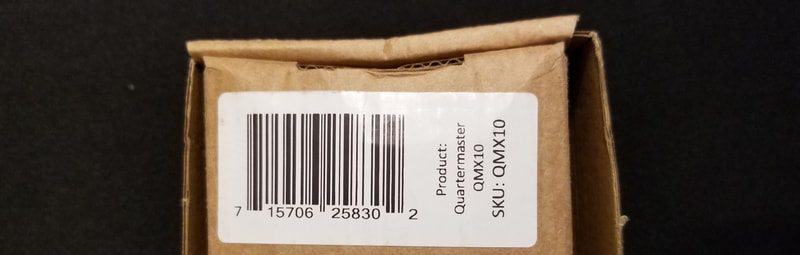 7 15706 25830 2
Product:
Quartermaster
QMX10
SKU: QMX10